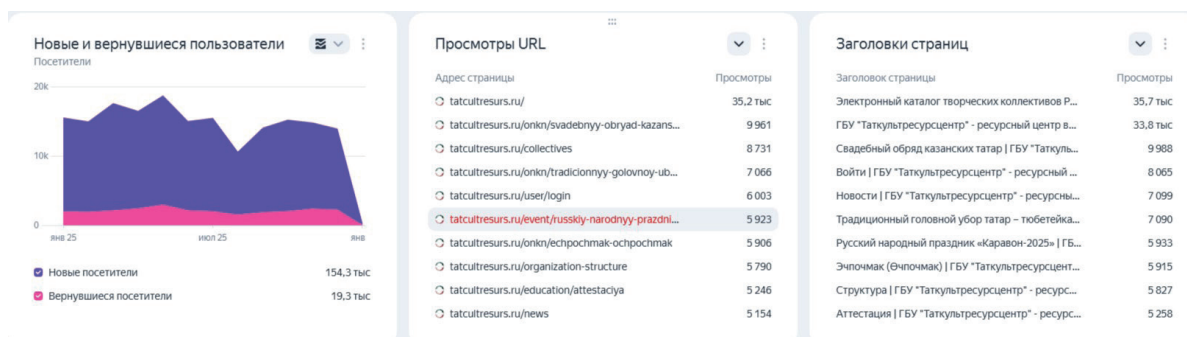 Новые и вернувшиеся пользователи
Посетители
20k
10k
0
янв 25
июл 25
янв
Новые посетители 154,3 тыс
Вернувшиеся посетители 19,3 тыс
Просмотры URL
Адрес страницы Просмотры
tatcultresurs.ru/ 35,2 тыс
tatcultresurs.ru/onkn/svadebnyy-obryad-kazans... 9 961
tatcultresurs.ru/collectives 8 731
tatcultresurs.ru/onkn/tradicionnyy-golovnoy-ub... 7 066
tatcultresurs.ru/user/login 6 003
tatcultresurs.ru/event/russkiy-narodnyy-prazdni... 5 923
tatcultresurs.ru/onkn/echpochmak-ochpochmak 5 906
tatcultresurs.ru/organization-structure 5 790
tatcultresurs.ru/education/attestaciya 5 246
tatcultresurs.ru/news 5 154
Заголовки страниц
Заголовок страницы Просмотры
Электронный каталог творческих коллективов Р... 35,7 тыс
ГБУ "Таткультресурсцентр" - ресурсный центр в... 33,8 тыс
Свадебный обряд казанских татар | ГБУ "Таткуль... 9 988
Войти | ГБУ "Таткультресурсцентр" - ресурсный ... 8 065
Новости | ГБУ "Таткультресурсцентр" - ресурсны... 7 099
Традиционный головной убор татар – тюбетейка... 7 090
Русский народный праздник «Каравон-2025» | ГБ... 5 933
Эчпочмак (Өчпочмак) | ГБУ "Таткультресурсцент... 5 915
Структура | ГБУ "Таткультресурсцентр" - ресурс... 5 827
Аттестация | ГБУ "Таткультресурсцентр" - ресурс... 5 258